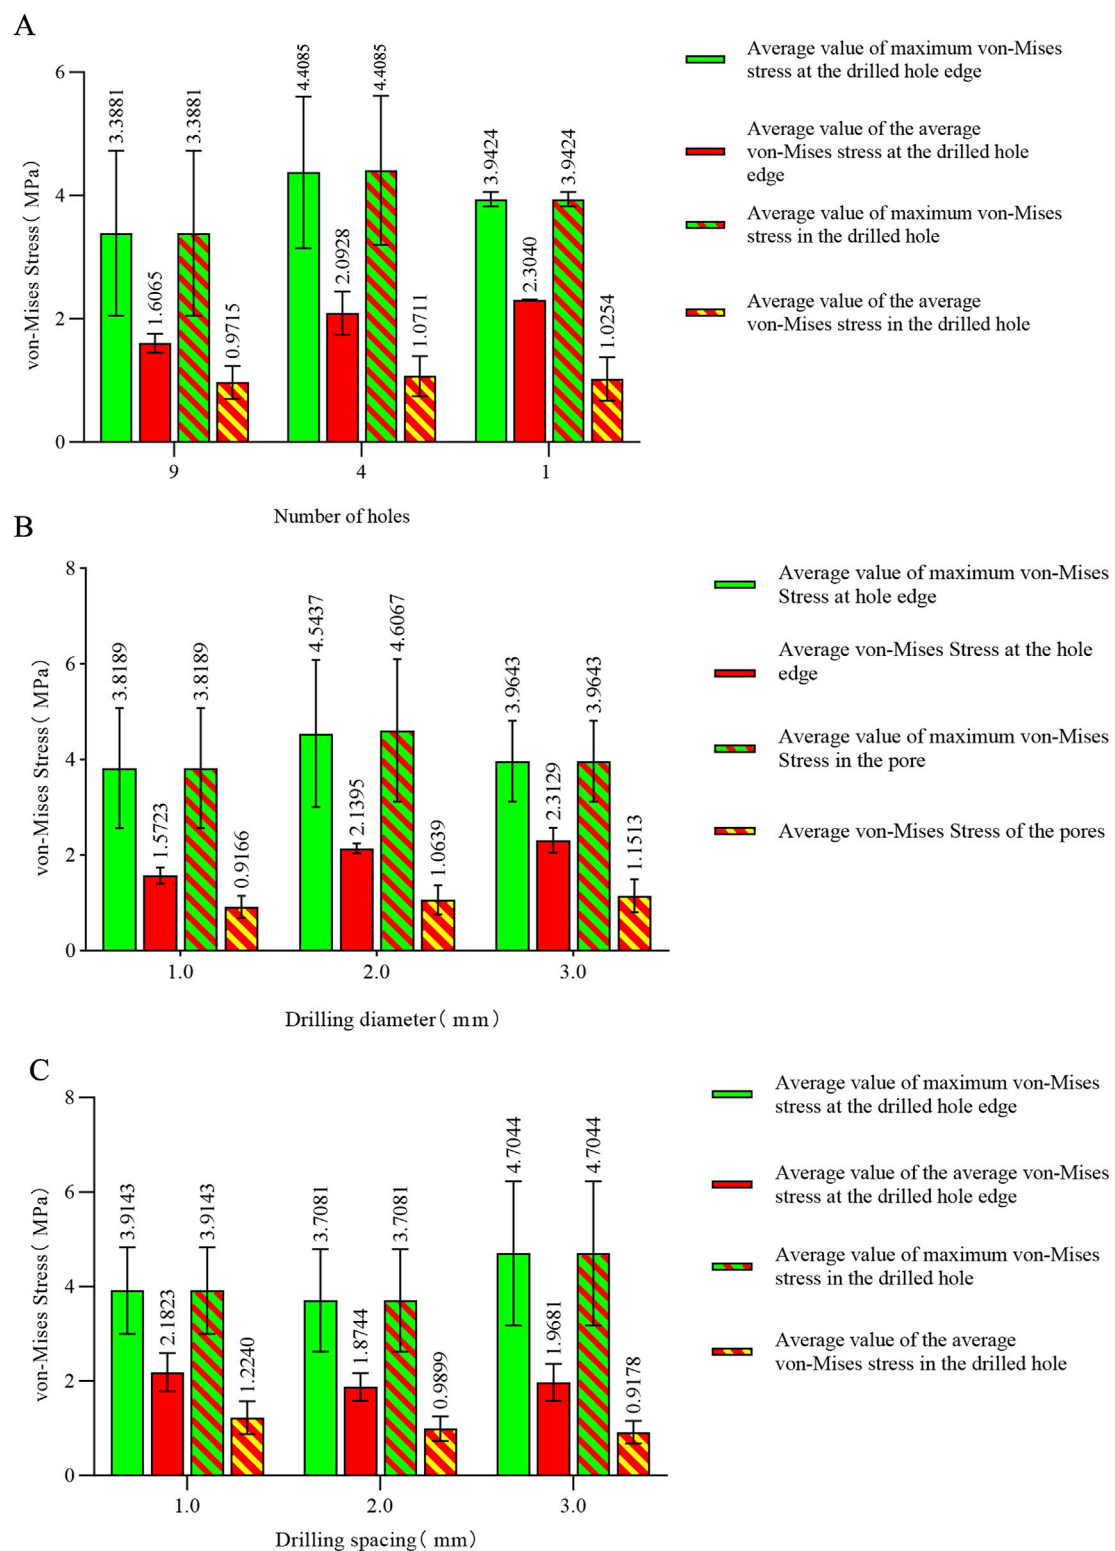 A
6
4
2
0
von-Mises Stress( MPa)
3.3881
1.6065
3.3881
0.9715
4.4085
2.0928
4.4085
1.0711
3.9424
2.3040
3.9424
1.0254
9
4
1
Number of holes
Average value of maximum von-Mises
stress at the drilled hole edge
Average value of the average
von-Mises stress at the drilled hole
edge
Average value of maximum von-Mises
stress in the drilled hole
Average value of the average
von-Mises stress in the drilled hole
B
8
6
4
2
0
von-Mises Stress( MPa)
3.8189
1.5723
3.8189
0.9166
4.5437
2.1395
4.6067
1.0639
3.9643
2.3129
3.9643
1.1513
1.0
2.0
3.0
Drilling diameter( mm)
Average value of maximum von-Mises
Stress at hole edge
Average von-Mises Stress at the hole
edge
Average value of maximum von-Mises
Stress in the pore
Average von-Mises Stress of the pores
C
8
6
4
2
0
von-Mises Stress( MPa)
3.9143
2.1823
3.9143
1.2240
3.7081
1.8744
3.7081
0.9899
4.7044
1.9681
4.7044
0.9178
1.0
2.0
3.0
Drilling spacing( mm)
Average value of maximum von-Mises
stress at the drilled hole edge
Average value of the average von-Mises
stress at the drilled hole edge
Average value of maximum von-Mises
stress in the drilled hole
Average value of the average
von-Mises stress in the drilled hole